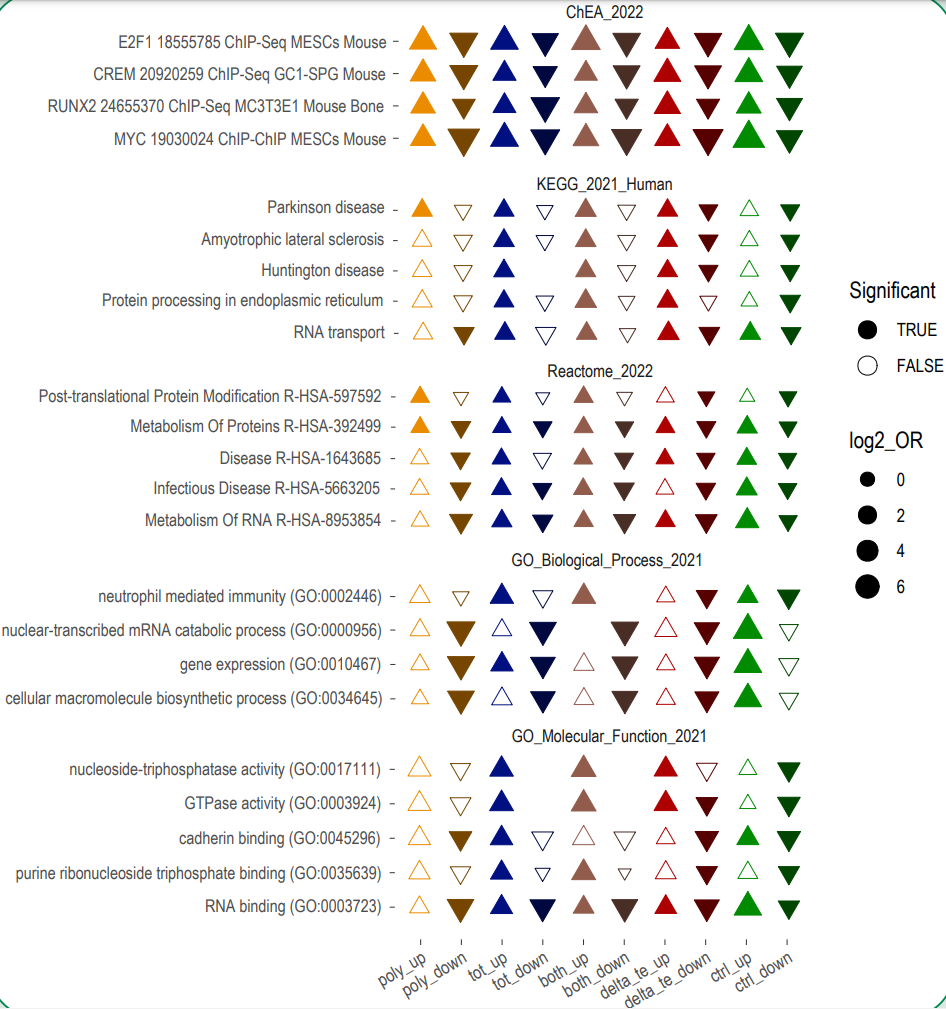 ChEA_2022
E2F1 18555785 ChIP-Seq MESCs Mouse
CREM 20920259 ChIP-Seq GC1-SPG Mouse
RUNX2 24655370 ChIP-Seq MC3T3E1 Mouse Bone
MYC 19030024 ChIP-ChIP MESCs Mouse
KEGG_2021_Human
Parkinson disease
Amyotrophic lateral sclerosis
Huntington disease
Protein processing in endoplasmic reticulum
RNA transport
Reactome_2022
Post-translational Protein Modification R-HSA-597592
Metabolism Of Proteins R-HSA-392499
Disease R-HSA-1643685
Infectious Disease R-HSA-5663205
Metabolism Of RNA R-HSA-8953854
GO_Biological_Process_2021
neutrophil mediated immunity (GO:0002446)
nuclear-transcribed mRNA catabolic process (GO:0000956)
gene expression (GO:0010467)
cellular macromolecule biosynthetic process (GO:0034645)
GO_Molecular_Function_2021
nucleoside-triphosphatase activity (GO:0017111)
GTPase activity (GO:0003924)
cadherin binding (GO:0045296)
purine ribonucleoside triphosphate binding (GO:0035639)
RNA binding (GO:0003723)
poly_up
poly_down
tot_up
tot_down
both_up
both_down
delta_te_up
delta_te_down
ctrl_up
ctrl_down
Significant
TRUE
FALSE
log2_OR
0
2
4
6